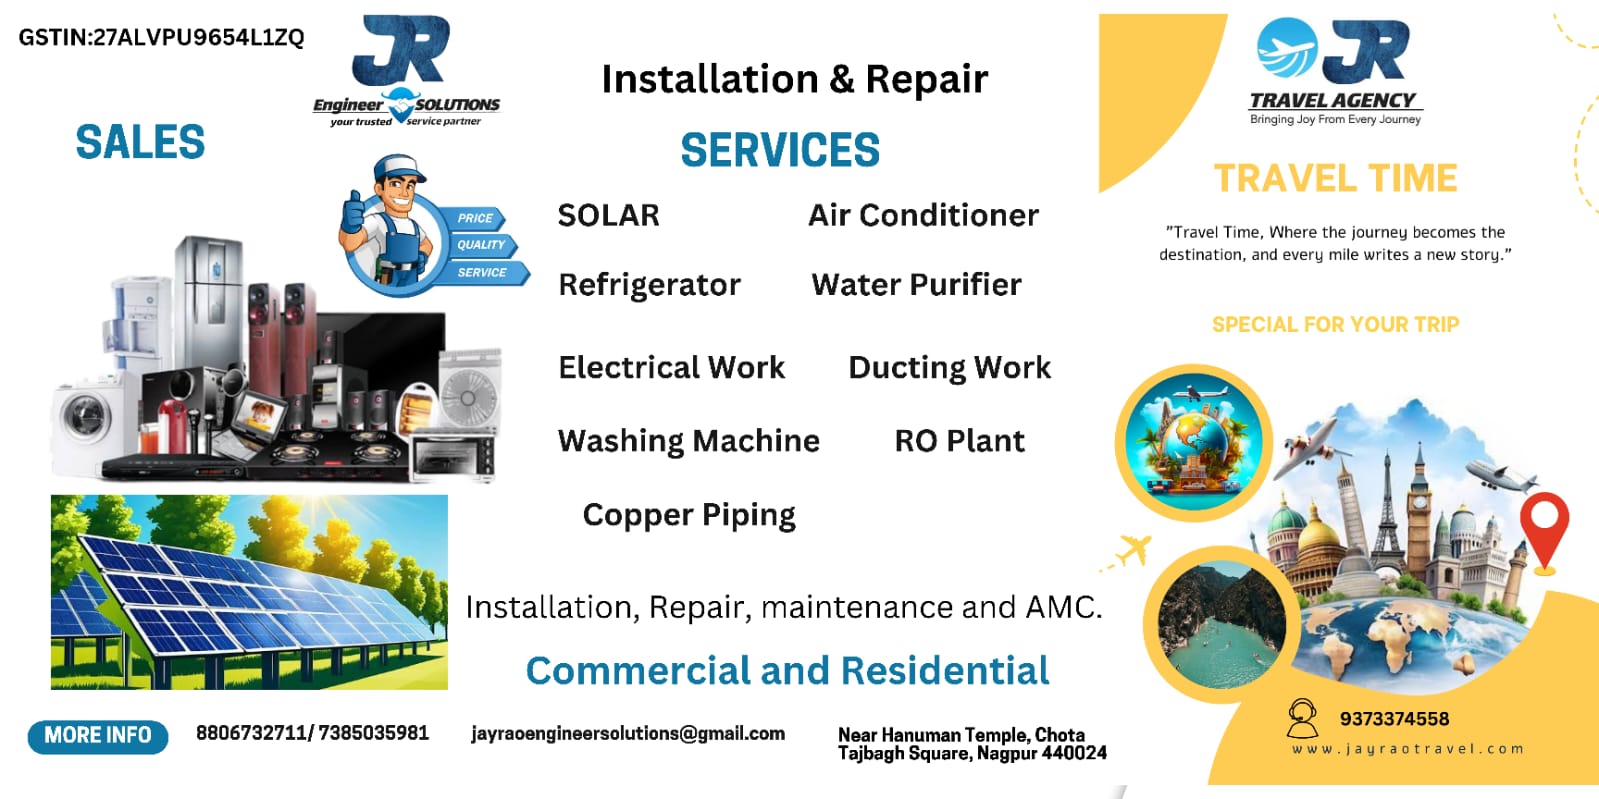 GSTIN:27ALVPU9654L1ZQ
JR
Engineer SOLUTIONS
your trusted service partner
SALES
PRICE
QUALITY
SERVICE
Installation & Repair
SERVICES
SOLAR
Air Conditioner
Refrigerator
Water Purifier
Electrical Work
Ducting Work
Washing Machine
RO Plant
Copper Piping
Installation, Repair, maintenance and AMC.
Commercial and Residential
MORE INFO
8806732711/ 7385035981
jayraoengineersolutions@gmail.com
Near Hanuman Temple, Chota
Tajbagh Square, Nagpur 440024
JR
TRAVEL AGENCY
Bringing Joy From Every Journey
TRAVEL TIME
"Travel Time, Where the journey becomes the
destination, and every mile writes a new story."
SPECIAL FOR YOUR TRIP
9373374558
www.jayraotravel.com